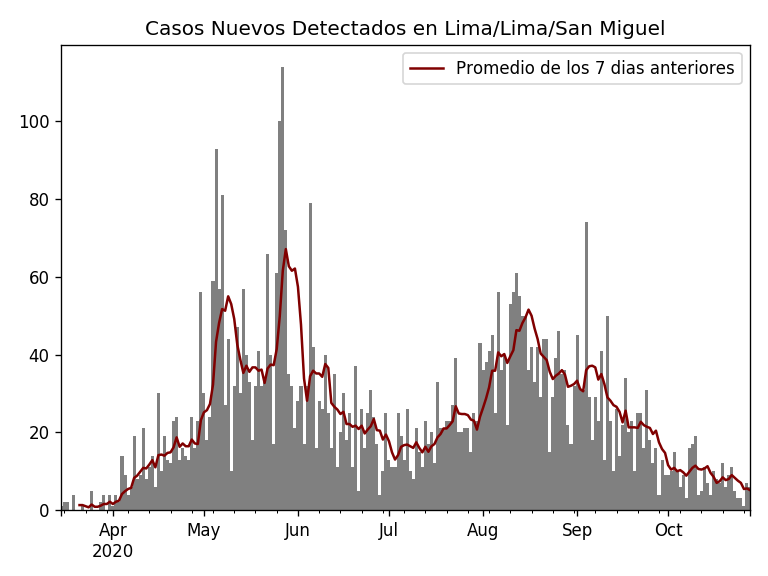 Casos Nuevos Detectados en Lima/Lima/San Miguel
Promedio de los 7 dias anteriores
100
80
60
40
20
0
Apr May Jun Jul Aug Sep Oct
2020